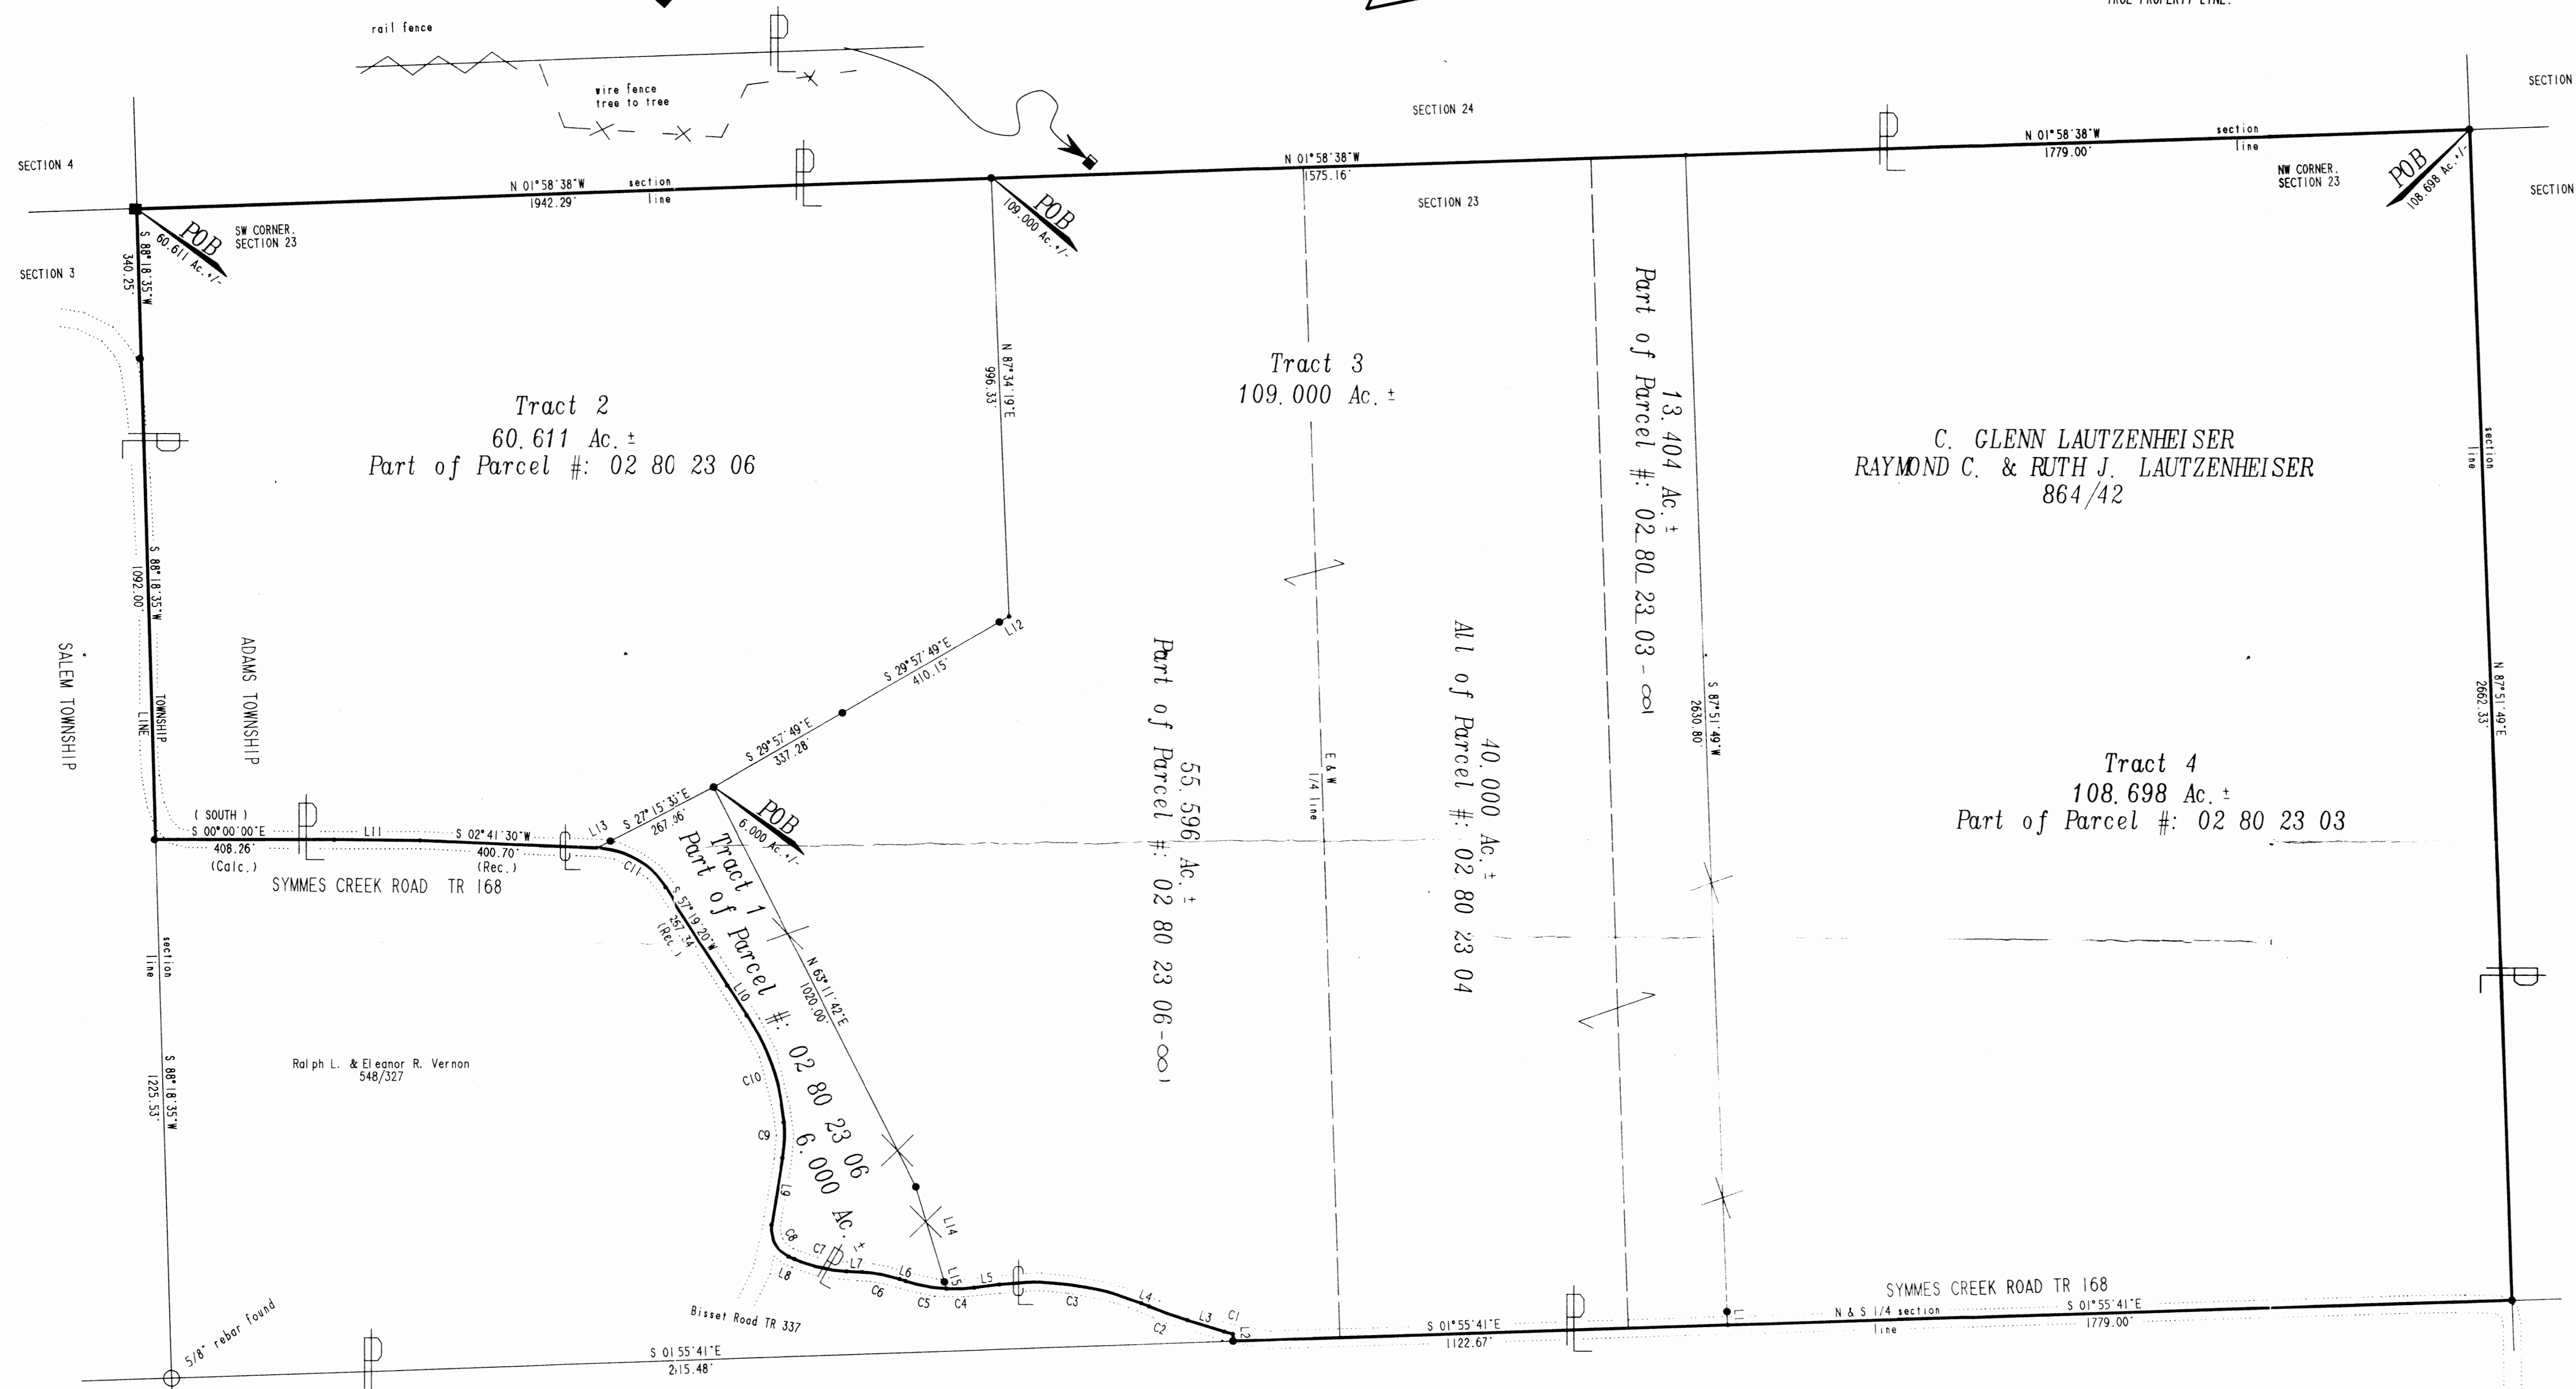 TRUE PROPERTY LINE.
rail fence
wire fence
tree to tree
SECTION 4
SECTION 3
SECTION 24
SECTION 23
SECTION
SECTION
N 01°58'38"W
1942.29'
section
line
N 01°58'38"W
1575.16'
N 01°58'38"W
1779.00'
section
line
POB
60.611 Ac.+/-
SW CORNER.
SECTION 23
POB
109.000 Ac.+/-
NW CORNER.
SECTION 23
POB
108.698 Ac.+/-
S 88°18'35"W
340.25'
S 88°18'35"W
1092.00'
TOWNSHIP
LINE
SALEM TOWNSHIP
ADAMS TOWNSHIP
Tract 2
60.611 Ac.±
Part of Parcel #: 02 80 23 06
N 87°34'19"E
996.33'
L12
S 29°57'49"E
410.15'
S 29°57'49"E
337.28'
S 27°15'35"E
267.96'
L13
POB
6.000 Ac.+/-
Tract 3
109.000 Ac.±
E & W
1/4 line
55.596 Ac.±
Part of Parcel #: 02 80 23 06-001
40.000 Ac.±
All of Parcel #: 02 80 23 04
13.404 Ac.±
Part of Parcel #: 02 80 23 03-001
S 87°51'49"W
2630.80'
C. GLENN LAUTZENHEISER
RAYMOND C. & RUTH J. LAUTZENHEISER
864/42
Tract 4
108.698 Ac.±
Part of Parcel #: 02 80 23 03
section
line
N 87°51'49"E
2662.33'
(SOUTH)
S 00°00'00"E
408.26'
(Calc.)
L11
S 02°41'30"W
400.70'
(Rec.)
SYMMES CREEK ROAD TR 168
C11
S 57°19'20"W
267.34'
(Rec.)
L10
Tract 1
Part of Parcel #: 02 80 23 06
6.000 Ac.±
N 63°11'42"E
1020.00'
section
line
S 88°18'35"W
1225.53'
Ralph L. & Eleanor R. Vernon
548/327
C10
C9
L9
C8
L8
C7
L7
C6
L6
C5
L14
L15
C4
L5
C3
L4
C2
L3
C1
L2
L1
Bisset Road TR 337
5/8" rebar found
S 01 55'41"E
2115.48'
S 01°55'41"E
1122.67'
SYMMES CREEK ROAD TR 168
N & S 1/4 section
line
S 01°55'41"E
1779.00'